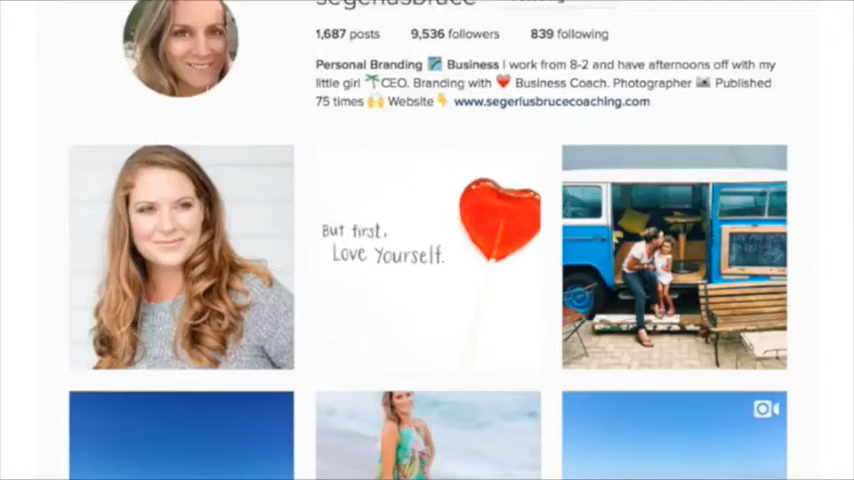 segeriusbruce
1,687 posts 9,536 followers 839 following
Personal Branding 🌠 Business I work from 8-2 and have afternoons off with my
little girl 🌴CEO. Branding with ❤️ Business Coach. Photographer 📷 Published
75 times 🙌 Website 👇 www.segeriusbrucecoaching.com
But first,
Love Yourself.